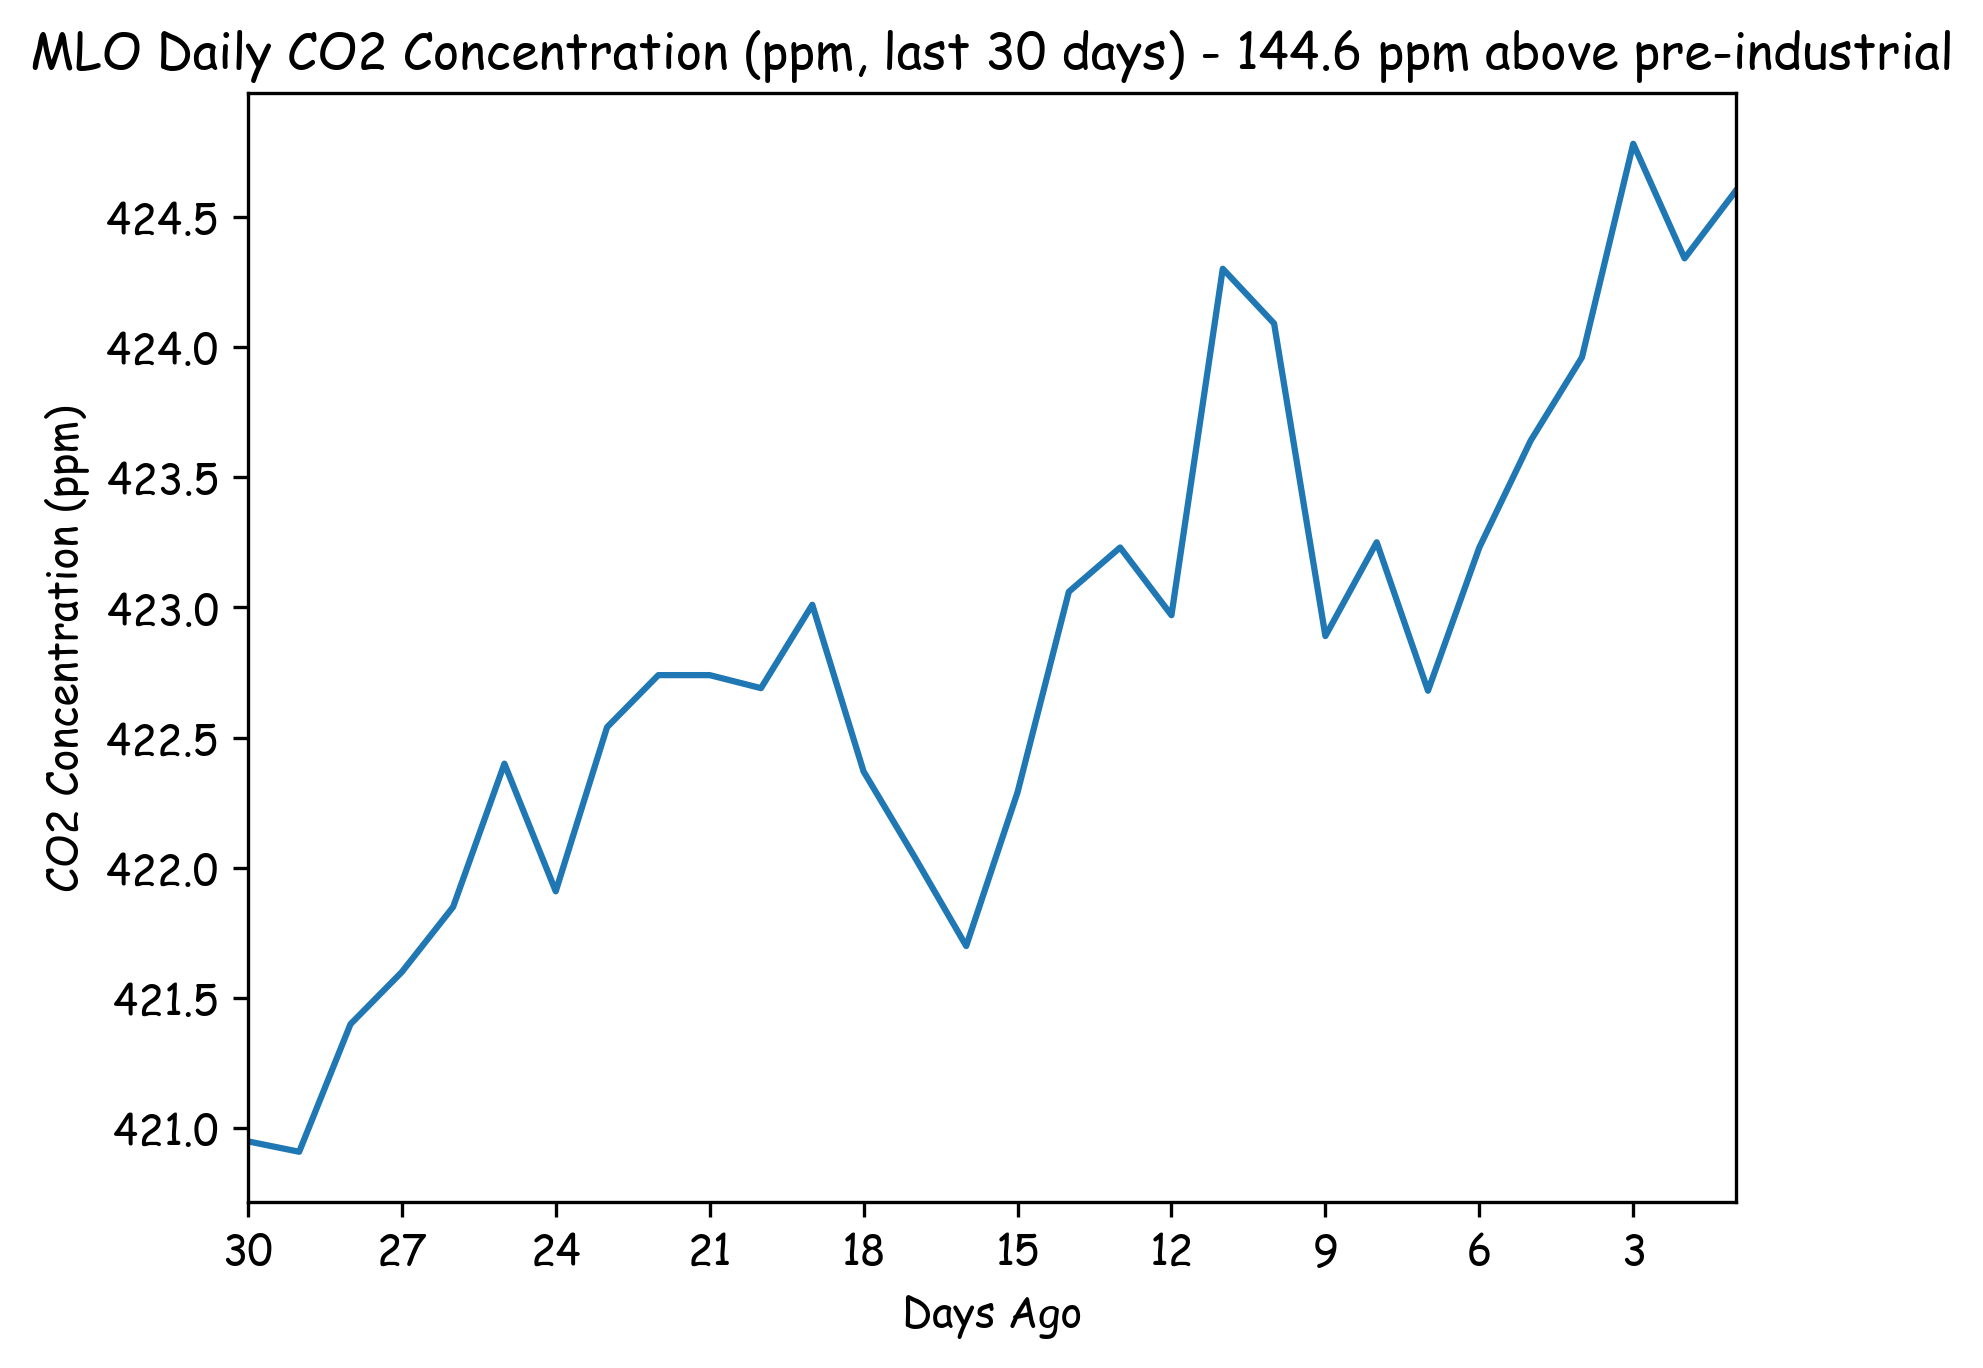 MLO Daily CO2 Concentration (ppm, last 30 days) - 144.6 ppm above pre-industrial
CO2 Concentration (ppm)
424.5
424.0
423.5
423.0
422.5
422.0
421.5
421.0
30 27 24 21 18 15 12 9 6 3
Days Ago